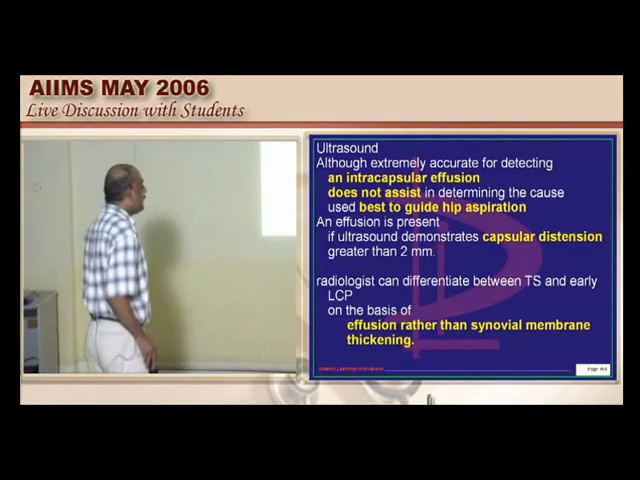 AIIMS MAY 2006
Live Discussion with Students
Ultrasound
Although extremely accurate for detecting
an intracapsular effusion
does not assist in determining the cause
used best to guide hip aspiration
An effusion is present
if ultrasound demonstrates capsular distension
greater than 2 mm.
radiologist can differentiate between TS and early
LCP
on the basis of
effusion rather than synovial membrane
thickening.